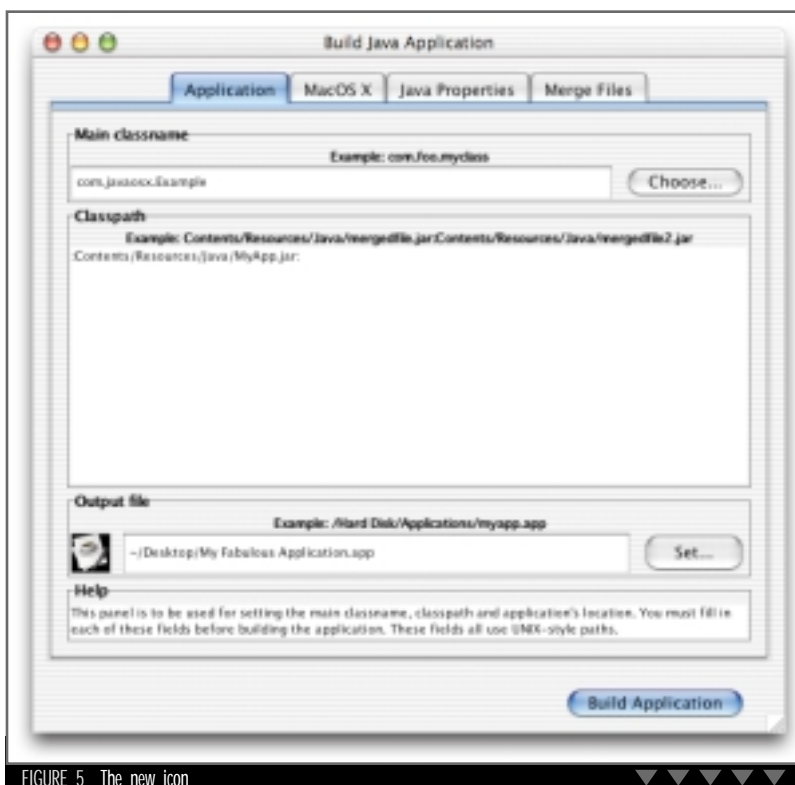 Build Java Application
Application MacOS X Java Properties Merge Files
Main classname
Example: com.foo.myclass
com.javaosx.Example
Choose...
Classpath
Example: Contents/Resources/Java/mergedfile.jar:Contents/Resources/Java/mergedfile2.jar
:Contents/Resources/Java/MyApp.jar:
Output file
Example: /Hard Disk/Applications/myapp.app
~/Desktop/My Fabulous Application.app
Set...
Help
This panel is to be used for setting the main classname, classpath and application's location. You must fill in
each of these fields before building the application. These fields all use UNIX-style paths.
Build Application
FIGURE 5 The new icon